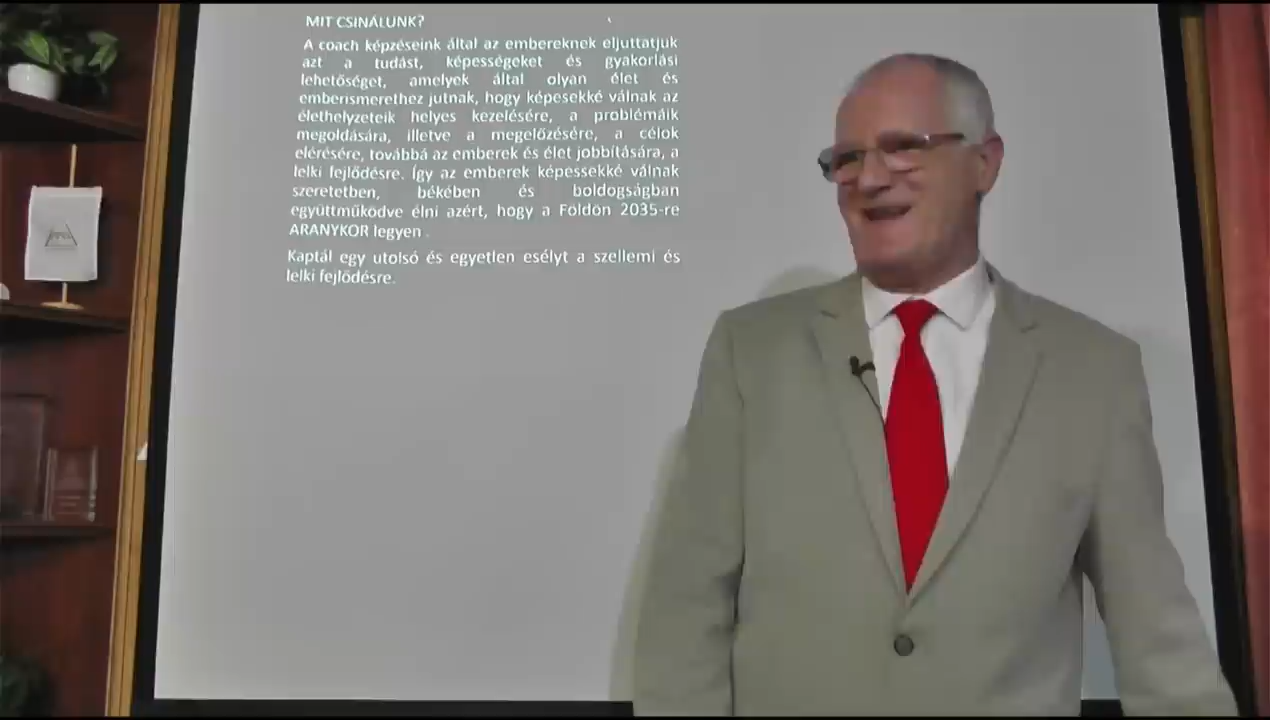 MIT CSINÁLUNK?
A coach képzéseink által az embereknek eljuttatjuk
azt a tudást, képességeket és gyakorlási
lehetőséget, amelyek által olyan élet és
emberismerethez jutnak, hogy képesekké válnak az
élethelyzeteik helyes kezelésére, a problémáik
megoldására, illetve a megelőzésére, a célok
elérésére, továbbá az emberek és élet jobbítására, a
lelki fejlődésre. Így az emberek képessekké válnak
szeretetben, békében és boldogságban
együttműködve élni azért, hogy a Földön 2035-re
ARANYKOR legyen .
Kaptál egy utolsó és egyetlen esélyt a szellemi és
lelki fejlődésre.